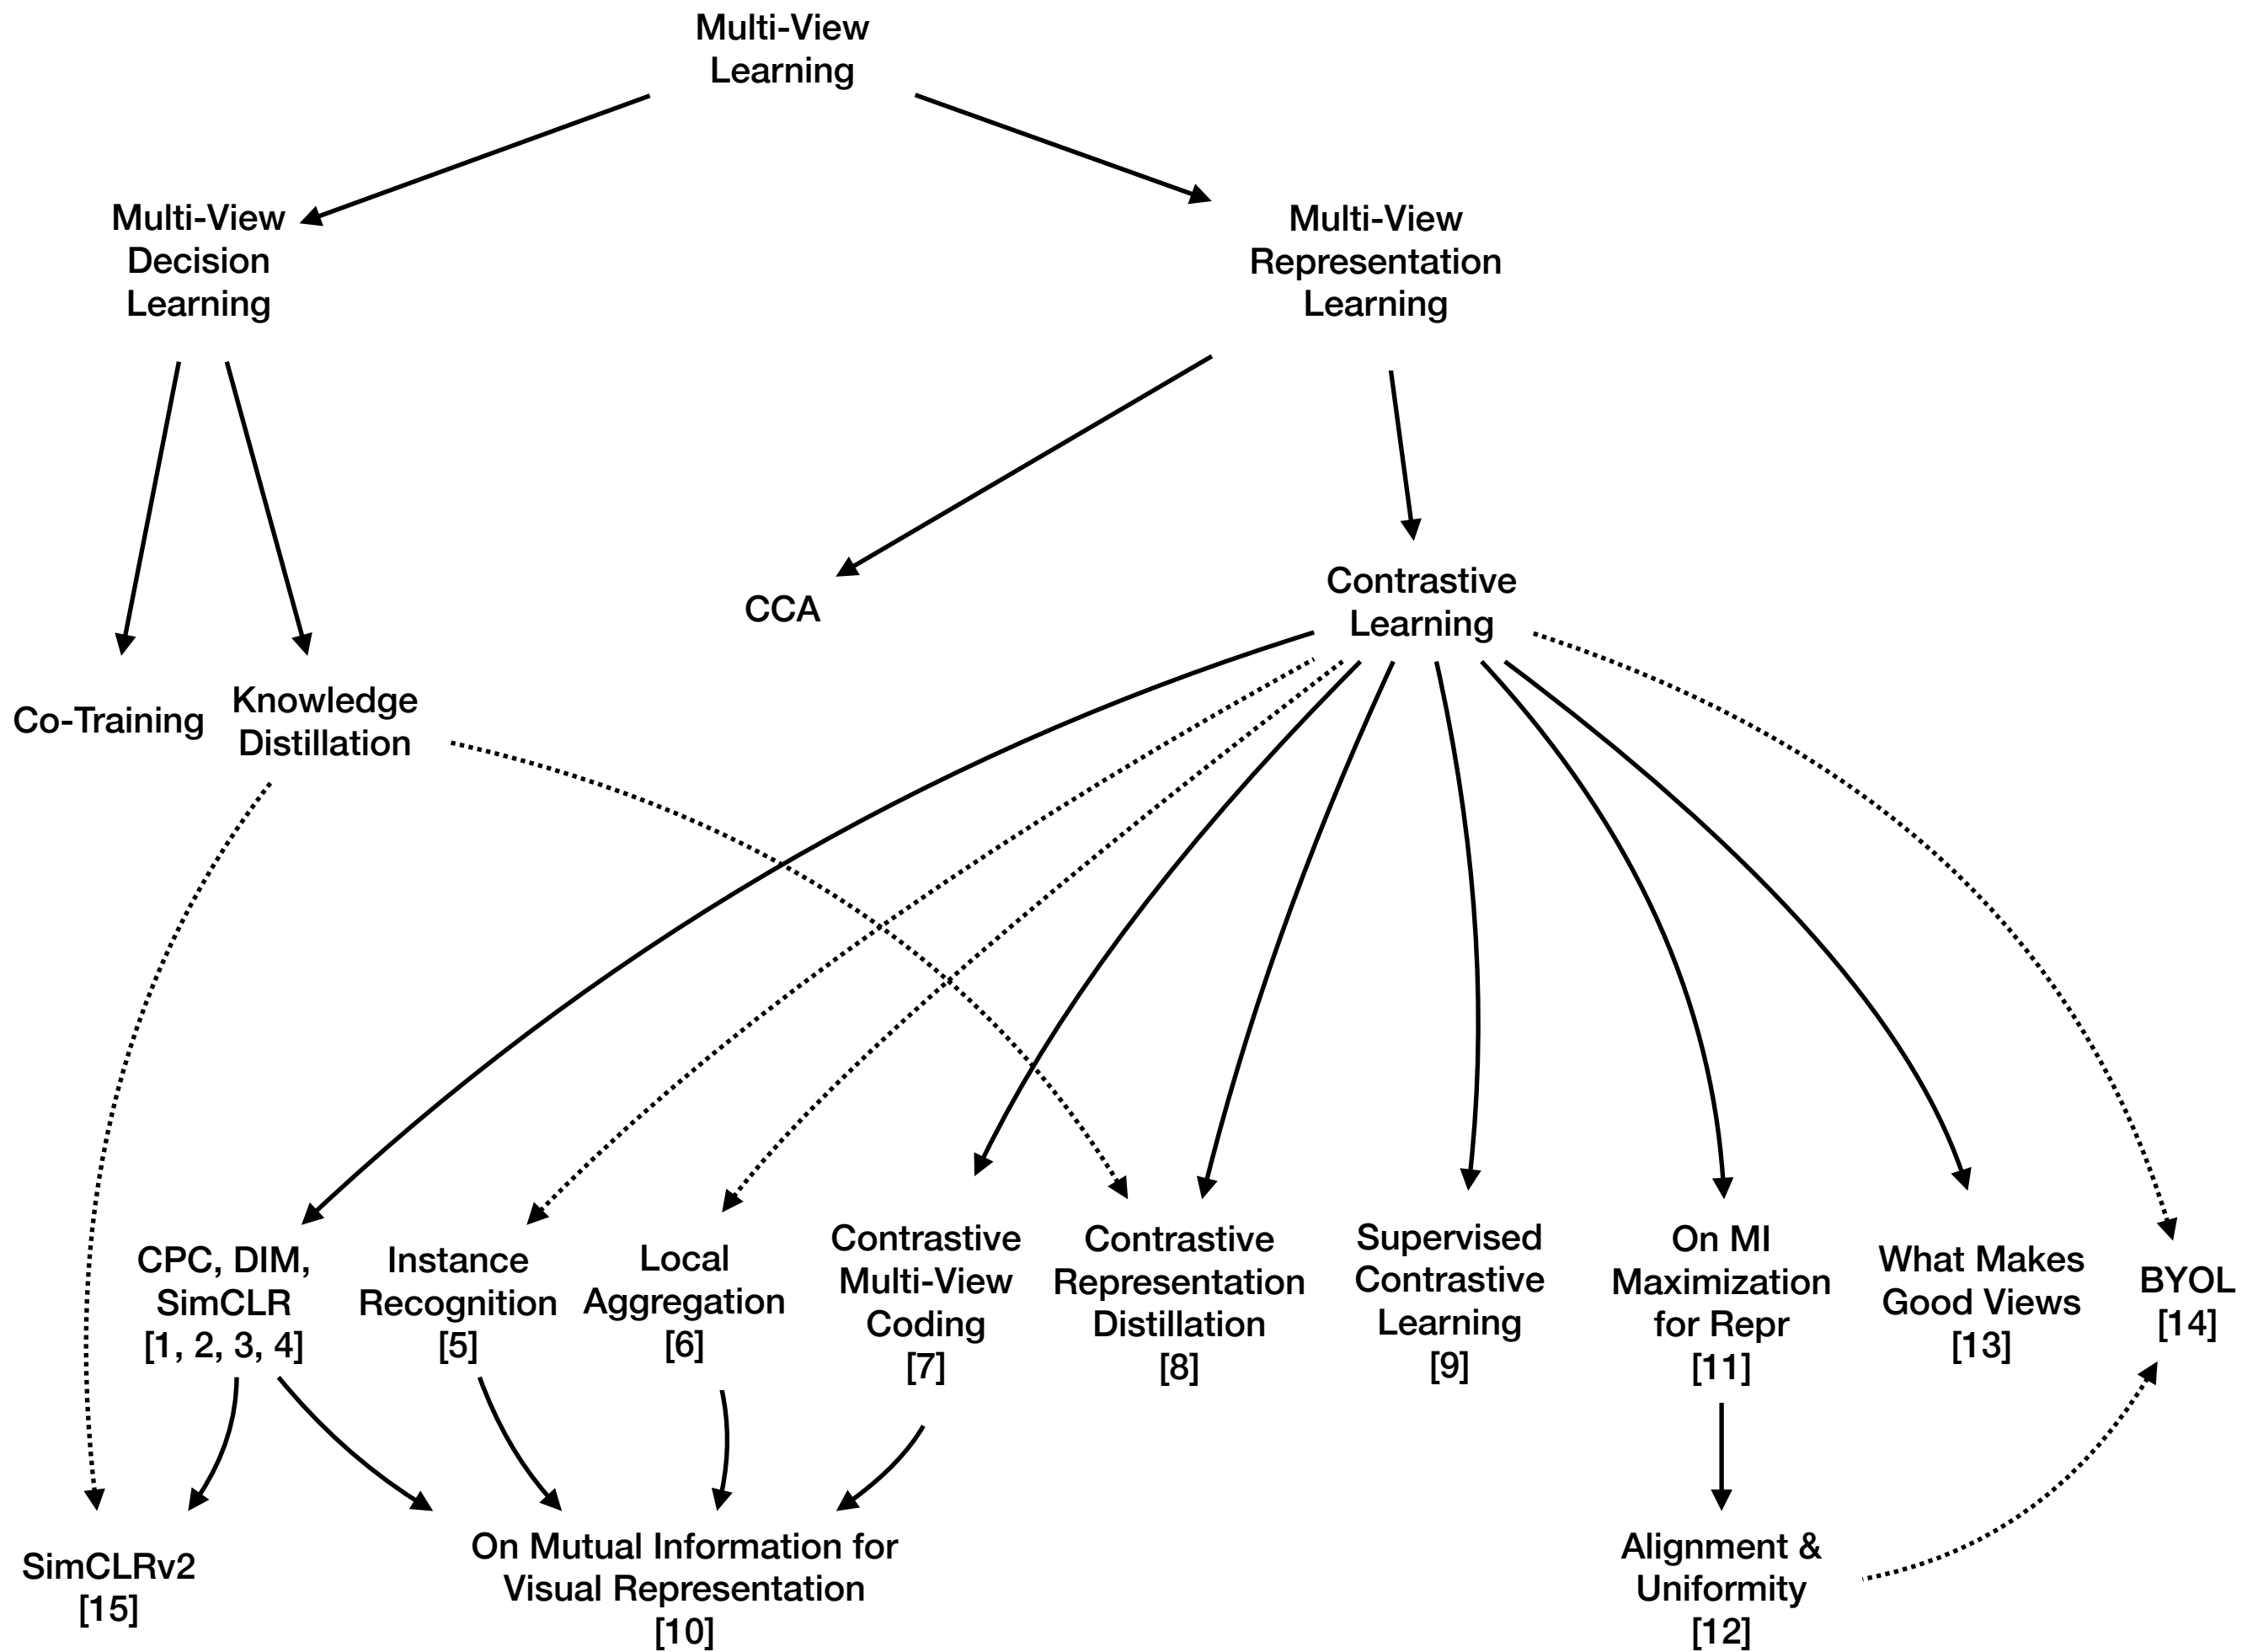 Multi-View
Learning
Multi-View
Decision
Learning
Multi-View
Representation
Learning
CCA
Contrastive
Learning
Co-Training
Knowledge
Distillation
CPC, DIM,
SimCLR
[1, 2, 3, 4]
Instance
Recognition
[5]
Local
Aggregation
[6]
Contrastive
Multi-View
Coding
[7]
Contrastive
Representation
Distillation
[8]
Supervised
Contrastive
Learning
[9]
On MI
Maximization
for Repr
[11]
What Makes
Good Views
[13]
BYOL
[14]
SimCLRv2
[15]
On Mutual Information for
Visual Representation
[10]
Alignment &
Uniformity
[12]